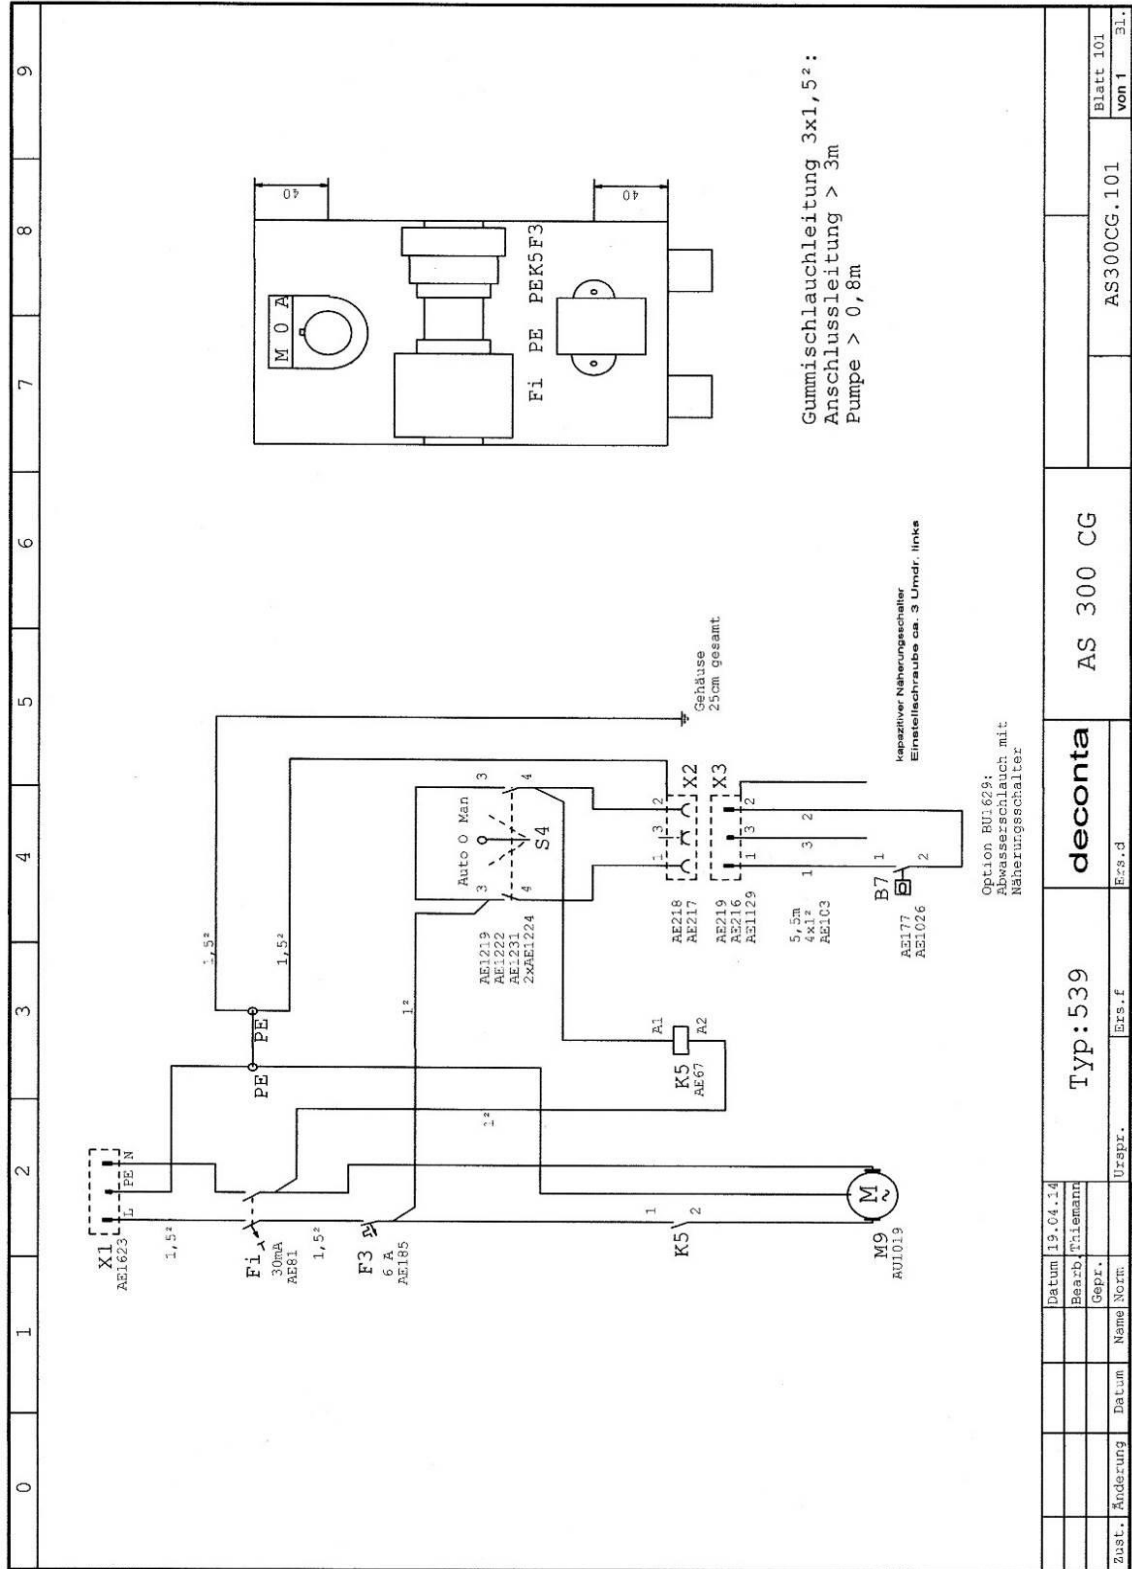 0 1 2 3 4 5 6 7 8 9
X1
AE1623
L PE N
1,5²
Fi
30mA
AE81
1,5²
F3
6 A
AE185
K5
1
2
M
~
M9
AU1019
PE
PE
1,5²
1,5²
1²
1²
K5
AE67
A1
A2
Auto O Man
3
4
3
4
S4
AE1219
AE1222
AE1231
2xAE1224
AE218
AE217
1 3 2
X2
AE219
AE216
AE1129
1 3 2
X3
5,5m
4x1²
AE103
1 3 2
B7
1
2
AE177
AE1026
Gehäuse
25cm gesamt
kapazitiver Näherungsschalter
Einstellschraube ca. 3 Umdr. links
Option BU1629:
Abwasserschlauch mit
Näherungsschalter
M O A
40
Fi PE PEK5F3
40
Gummischlauchleitung 3x1,5²:
Anschlussleitung > 3m
Pumpe > 0,8m
Datum 19.04.14
Bearb. Thiemann
Gepr.
Zust. Änderung Datum Name Norm
Urspr.
Typ:539
Ers.f
deconta
Ers.d
AS 300 CG
AS300CG.101
Blatt 101
von 1 Bl.